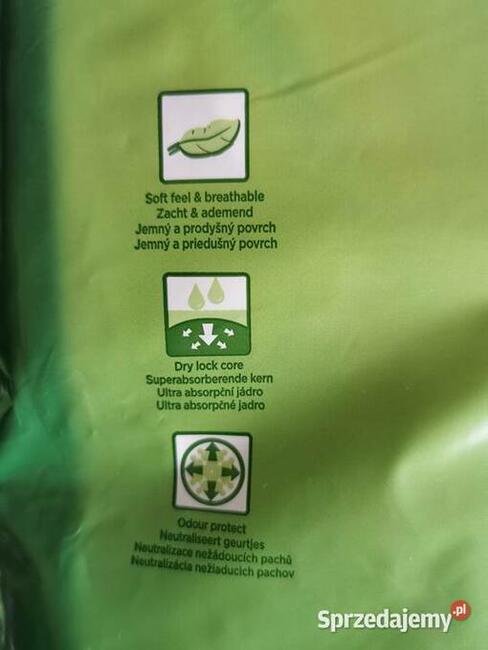 Soft feel & breathable
Zacht & ademend
Jemný a prodyšný povrch
Jemný a priedušný povrch
Dry lock core
Superabsorberende kern
Ultra absorpční jádro
Ultra absorpčné jadro
Odour protect
Neutraliseert geurtjes
Neutralizace nežádoucích pachů
Neutralizácia nežiaducich pachov
Sprzedajemy.pl